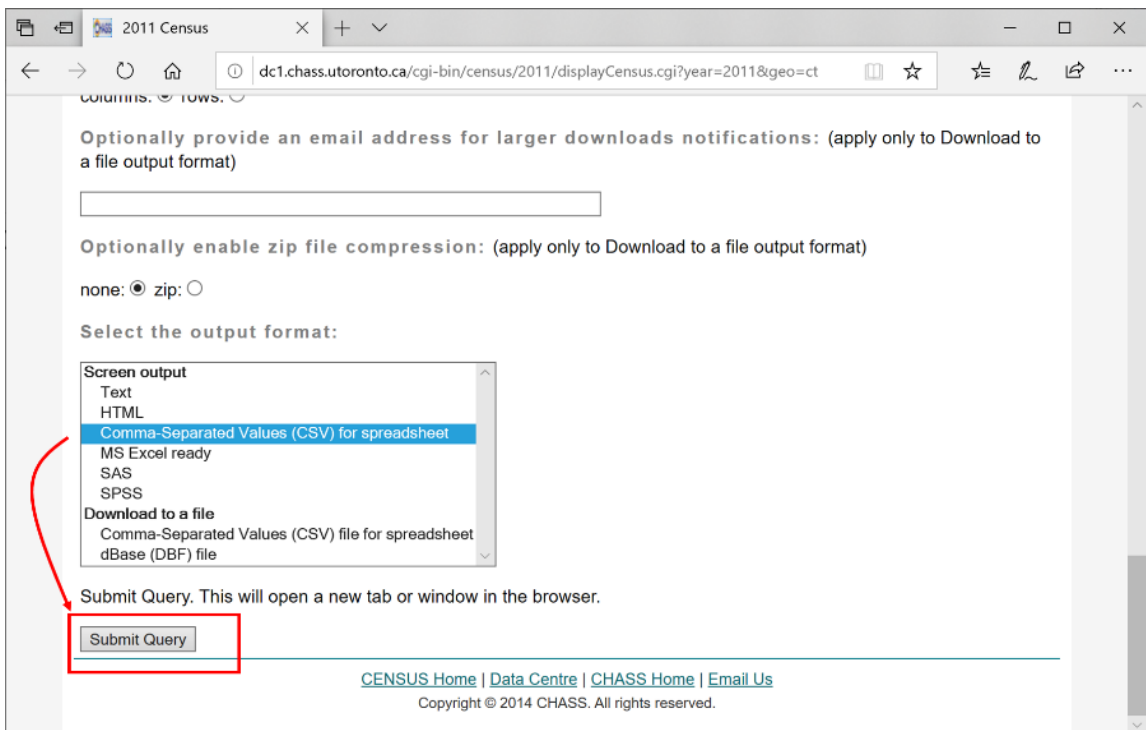 2011 Census
dc1.chass.utoronto.ca/cgi-bin/census/2011/displayCensus.cgi?year=2011&geo=ct
columns: rows:
Optionally provide an email address for larger downloads notifications: (apply only to Download to
a file output format)
Optionally enable zip file compression: (apply only to Download to a file output format)
none: zip:
Select the output format:
Screen output
Text
HTML
Comma-Separated Values (CSV) for spreadsheet
MS Excel ready
SAS
SPSS
Download to a file
Comma-Separated Values (CSV) file for spreadsheet
dBase (DBF) file
Submit Query. This will open a new tab or window in the browser.
Submit Query
CENSUS Home | Data Centre | CHASS Home | Email Us
Copyright © 2014 CHASS. All rights reserved.